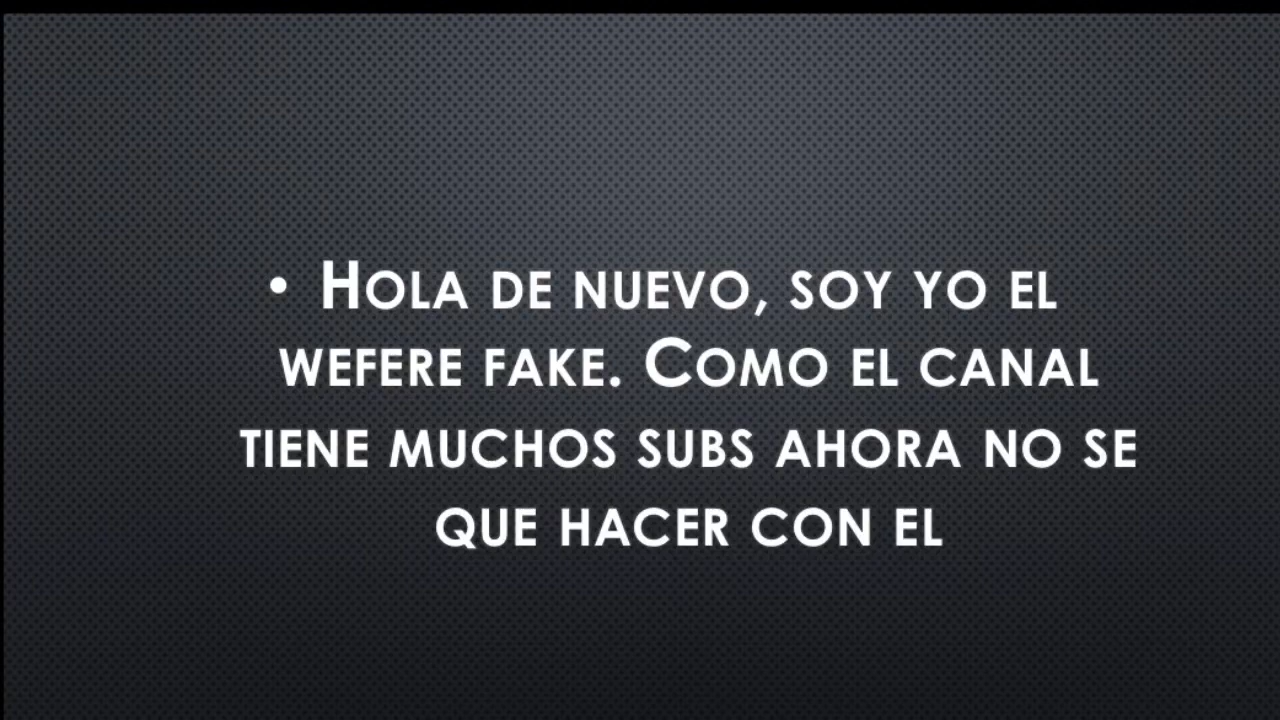 • Hola de nuevo, soy yo el
wefere fake. Como el canal
tiene muchos subs ahora no se
que hacer con el